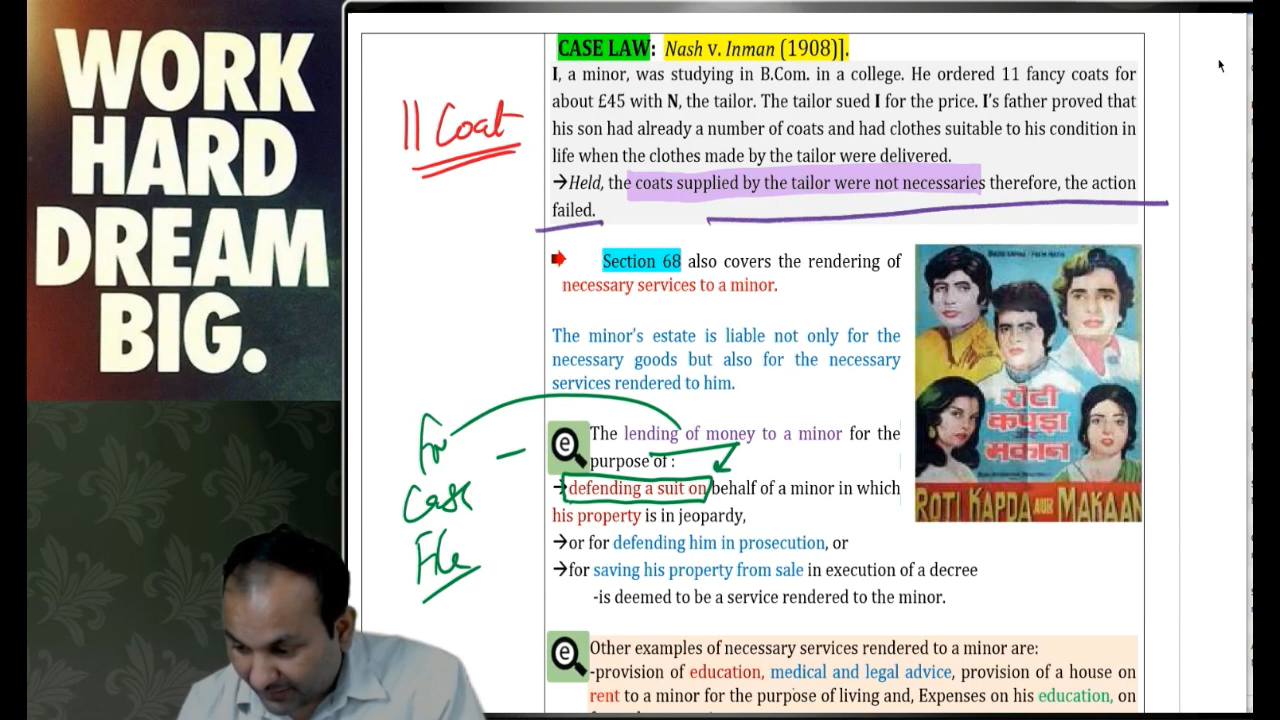 WORK
HARD
DREAM
BIG.
CASE LAW: Nash v. Inman (1908)].
I, a minor, was studying in B.Com. in a college. He ordered 11 fancy coats for
about £45 with N, the tailor. The tailor sued I for the price. I's father proved that
his son had already a number of coats and had clothes suitable to his condition in
life when the clothes made by the tailor were delivered.
→Held, the coats supplied by the tailor were not necessaries therefore, the action
failed.
11 Coat
Section 68 also covers the rendering of
necessary services to a minor.
The minor's estate is liable not only for the
necessary goods but also for the necessary
services rendered to him.
The lending of money to a minor for the
purpose of :
→defending a suit on behalf of a minor in which
his property is in jeopardy,
→or for defending him in prosecution, or
→for saving his property from sale in execution of a decree
-is deemed to be a service rendered to the minor.
For
Case
File
रोटी
कपड़ा
और
मकान
ROTI KAPDA AUR MAKAAN
Other examples of necessary services rendered to a minor are:
-provision of education, medical and legal advice, provision of a house on
rent to a minor for the purpose of living and, Expenses on his education, on